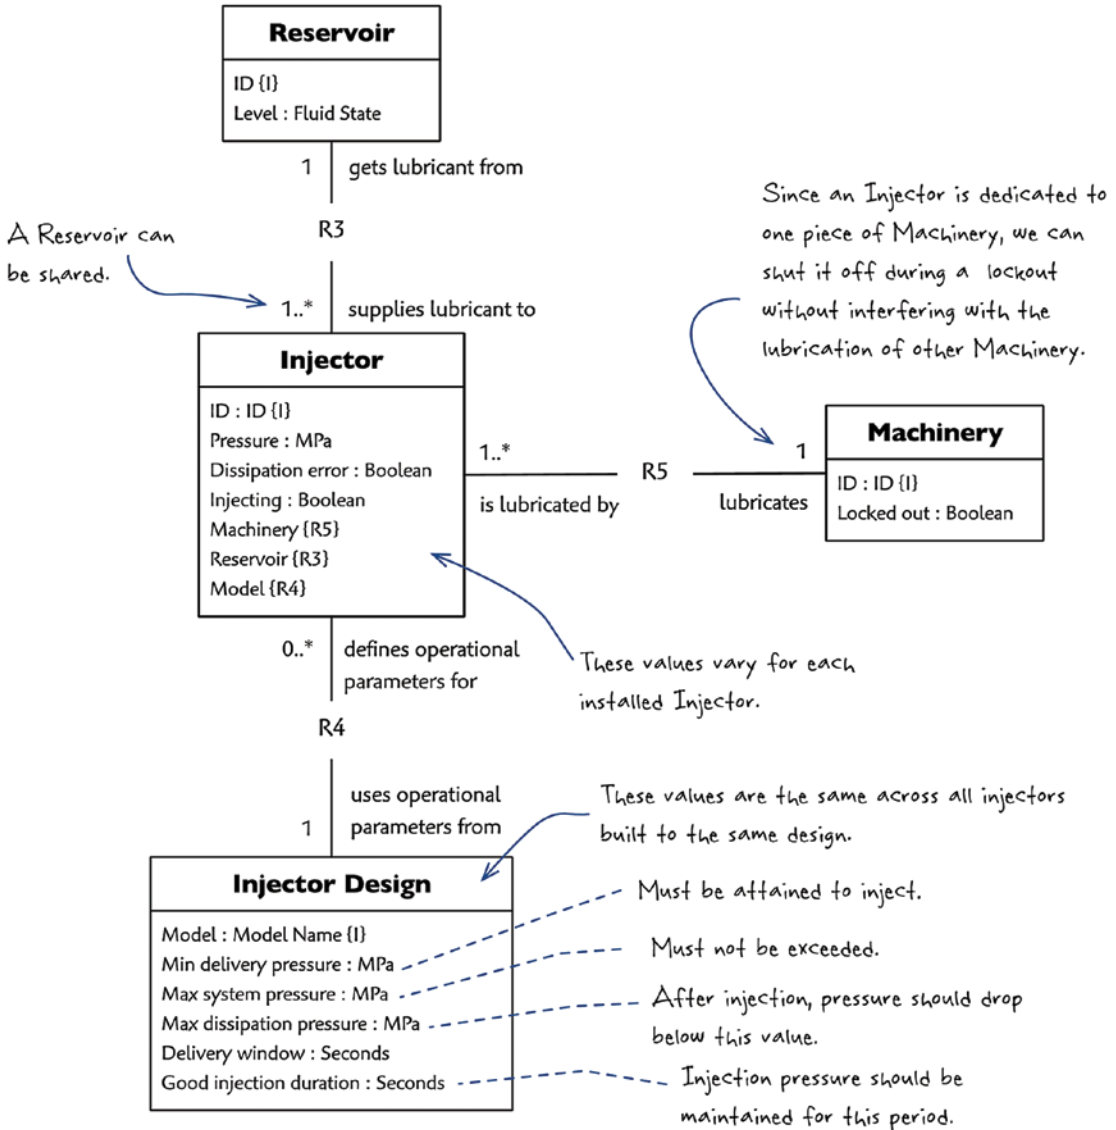 Reservoir
ID {I}
Level : Fluid State
1
gets lubricant from
R3
A Reservoir can
be shared.
1..*
supplies lubricant to
Since an Injector is dedicated to
one piece of Machinery, we can
shut it off during a lockout
without interfering with the
lubrication of other Machinery.
Injector
ID : ID {I}
Pressure : MPa
Dissipation error : Boolean
Injecting : Boolean
Machinery {R5}
Reservoir {R3}
Model {R4}
1..*
is lubricated by
R5
1
lubricates
Machinery
ID : ID {I}
Locked out : Boolean
0..*
defines operational
parameters for
These values vary for each
installed Injector.
R4
uses operational
parameters from
1
These values are the same across all injectors
built to the same design.
Injector Design
Model : Model Name {I}
Min delivery pressure : MPa
Max system pressure : MPa
Max dissipation pressure : MPa
Delivery window : Seconds
Good injection duration : Seconds
Must be attained to inject.
Must not be exceeded.
After injection, pressure should drop
below this value.
Injection pressure should be
maintained for this period.